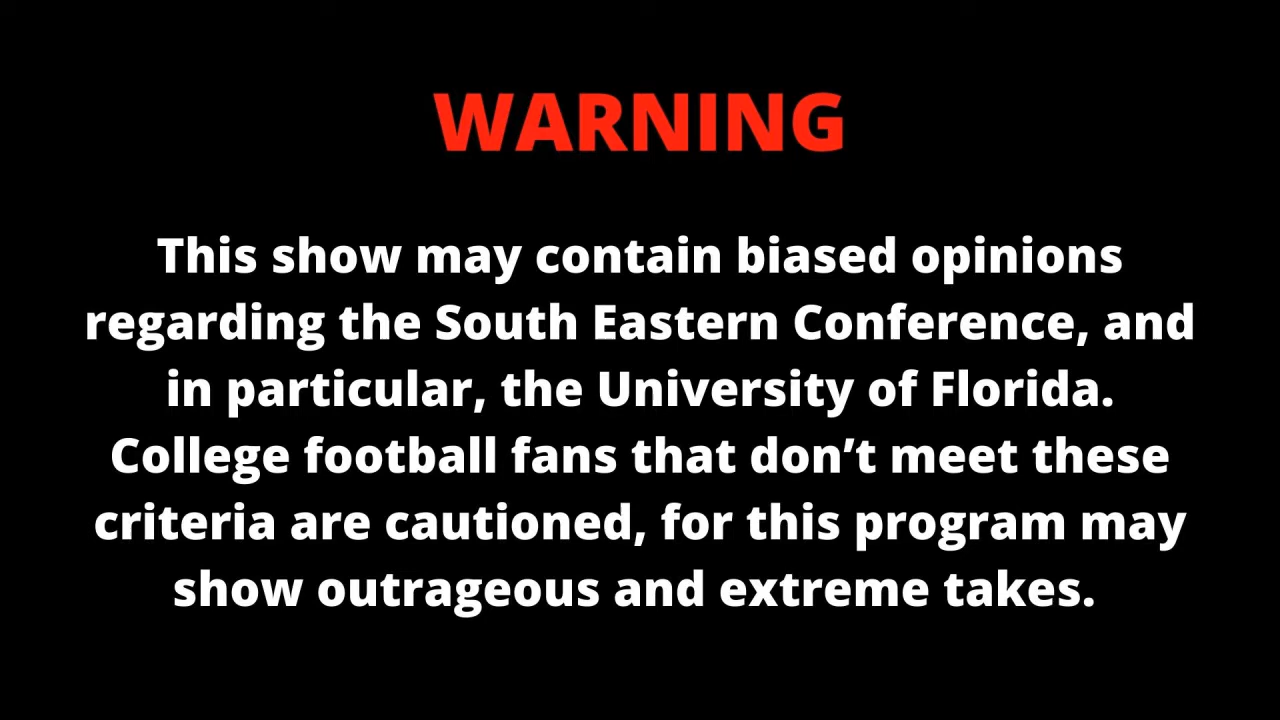 WARNING
This show may contain biased opinions
regarding the South Eastern Conference, and
in particular, the University of Florida.
College football fans that don’t meet these
criteria are cautioned, for this program may
show outrageous and extreme takes.